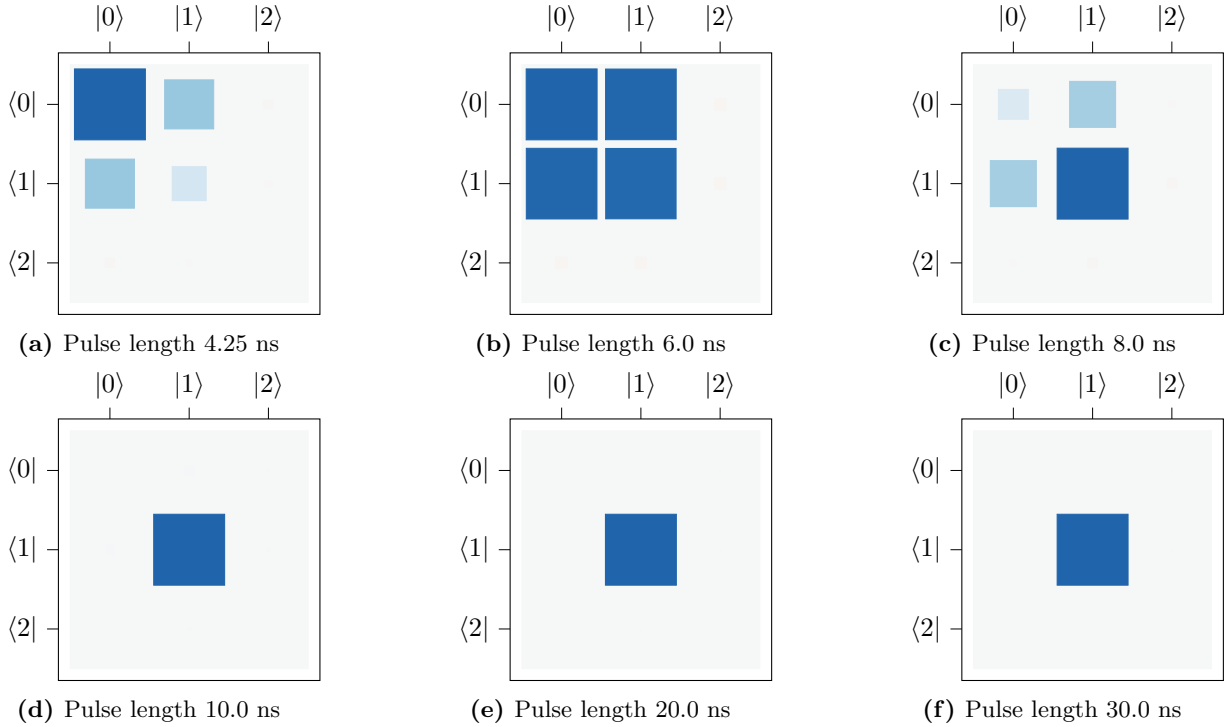 |0⟩ |1⟩ |2⟩ |0⟩ |1⟩ |2⟩ |0⟩ |1⟩ |2⟩
⟨0| ⟨0| ⟨0|
⟨1| ⟨1| ⟨1|
⟨2| ⟨2| ⟨2|
(a) Pulse length 4.25 ns (b) Pulse length 6.0 ns (c) Pulse length 8.0 ns
|0⟩ |1⟩ |2⟩ |0⟩ |1⟩ |2⟩ |0⟩ |1⟩ |2⟩
⟨0| ⟨0| ⟨0|
⟨1| ⟨1| ⟨1|
⟨2| ⟨2| ⟨2|
(d) Pulse length 10.0 ns (e) Pulse length 20.0 ns (f) Pulse length 30.0 ns